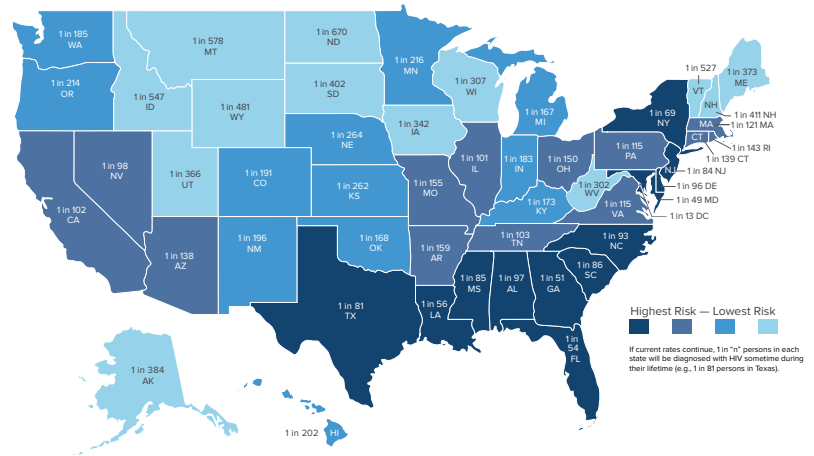 1 in 185
WA
1 in 578
MT
1 in 670
ND
1 in 216
MN
1 in 527
VT
1 in 373
ME
1 in 214
OR
1 in 547
ID
1 in 481
WY
1 in 402
SD
1 in 307
WI
1 in 167
MI
1 in 69
NY
NH
1 in 411 NH
MA
1 in 121 MA
CT
1 in 143 RI
1 in 139 CT
1 in 98
NV
1 in 366
UT
1 in 191
CO
1 in 264
NE
1 in 342
IA
1 in 101
IL
1 in 183
IN
1 in 150
OH
1 in 115
PA
NJ
1 in 84 NJ
1 in 96 DE
1 in 49 MD
1 in 13 DC
1 in 102
CA
1 in 262
KS
1 in 155
MO
1 in 173
KY
1 in 302
WV
1 in 115
VA
1 in 138
AZ
1 in 196
NM
1 in 168
OK
1 in 159
AR
1 in 103
TN
1 in 93
NC
1 in 86
SC
1 in 81
TX
1 in 56
LA
1 in 85
MS
1 in 97
AL
1 in 51
GA
1 in
54
FL
1 in 384
AK
1 in 202
HI
Highest Risk — Lowest Risk
If current rates continue, 1 in "n" persons in each
state will be diagnosed with HIV sometime during
their lifetime (e.g., 1 in 81 persons in Texas).